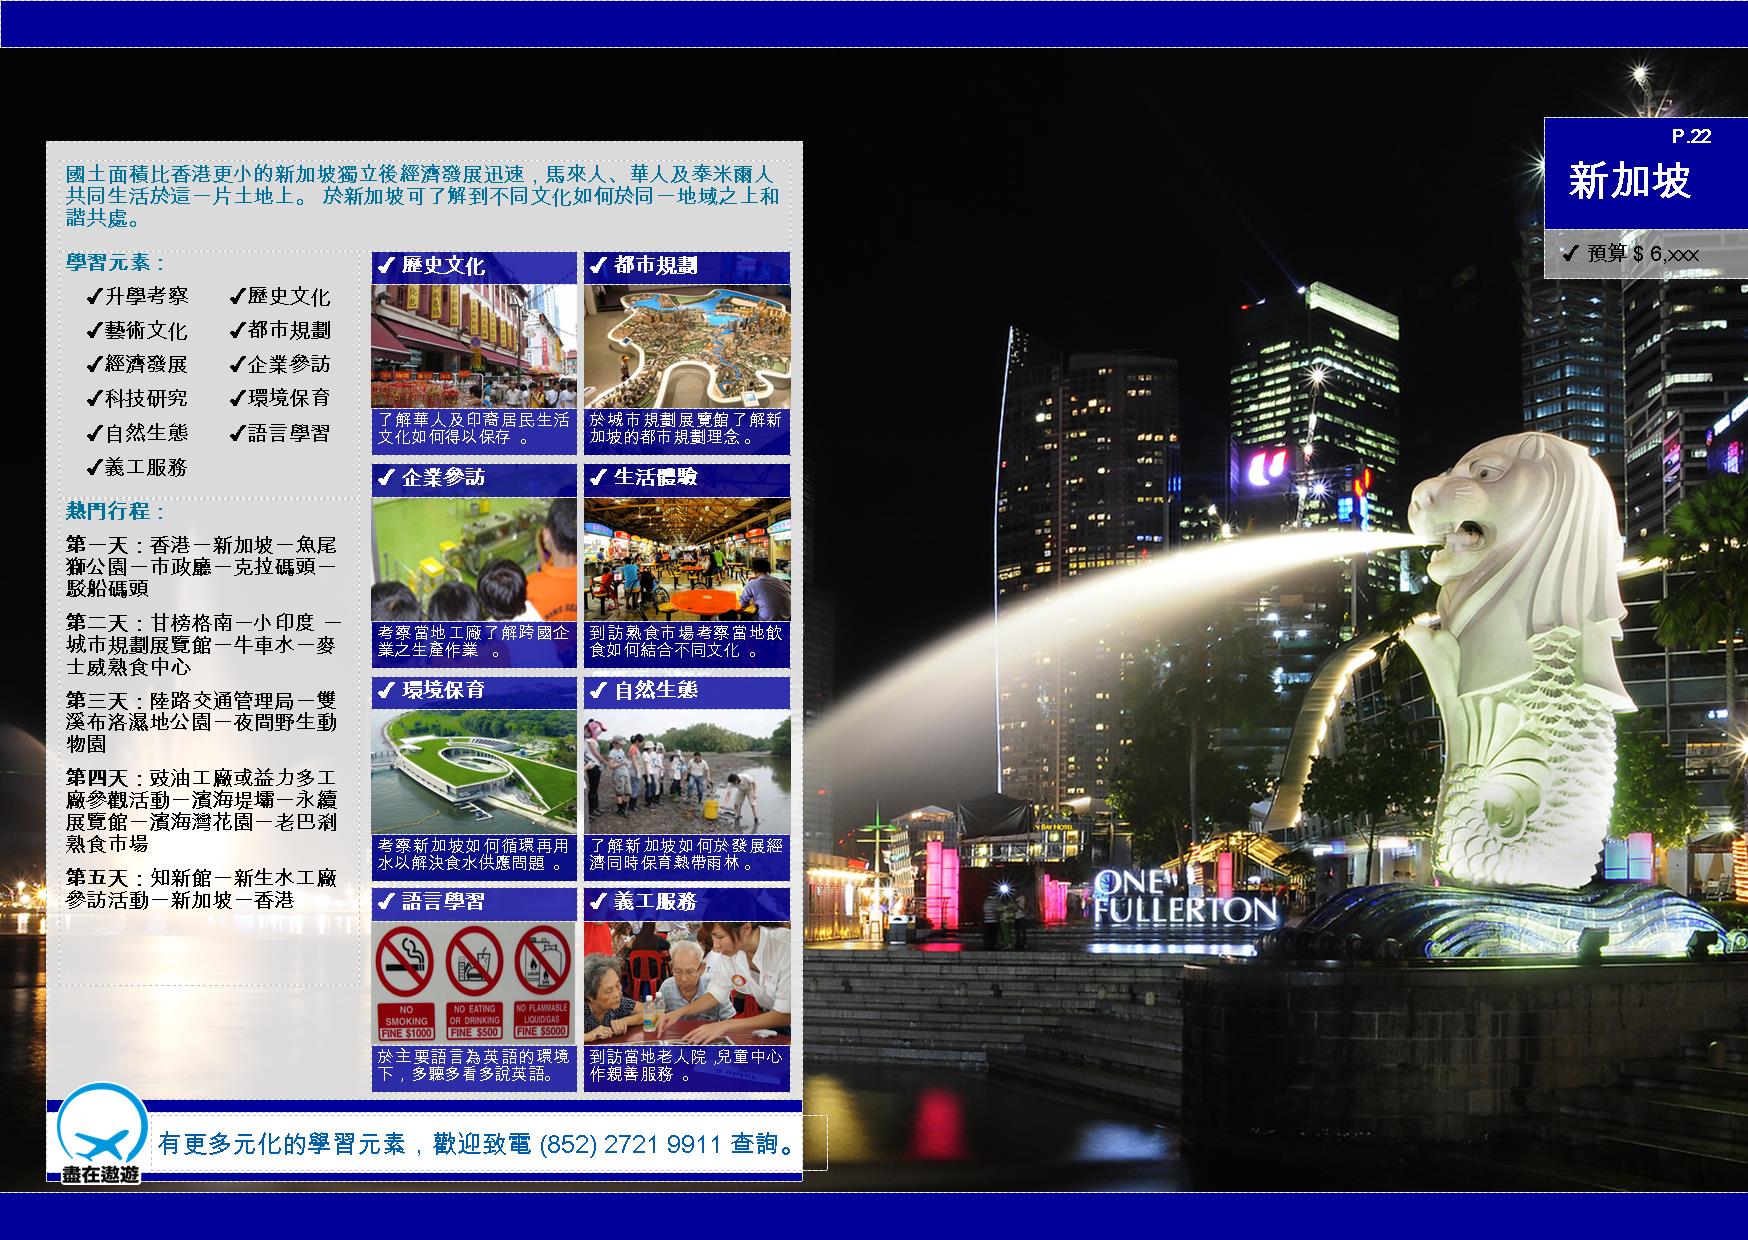 P.22
新加坡
✓ 預算 $ 6,xxx
國土面積比香港更小的新加坡獨立後經濟發展迅速，馬來人、華人及泰米爾人
共同生活於這一片土地上。 於新加坡可了解到不同文化如何於同一地域之上和
諧共處。
學習元素：
✓升學考察 ✓歷史文化
✓藝術文化 ✓都市規劃
✓經濟發展 ✓企業參訪
✓科技研究 ✓環境保育
✓自然生態 ✓語言學習
✓義工服務
熱門行程：
第一天：香港－新加坡－魚尾
獅公園－市政廳－克拉碼頭－
駁船碼頭
第二天：甘榜格南－小印度 －
城市規劃展覽館－牛車水－麥
士威熟食中心
第三天：陸路交通管理局－雙
溪布洛濕地公園－夜間野生動
物園
第四天：豉油工廠或益力多工
廠參觀活動－濱海堤壩－永續
展覽館－濱海灣花園－老巴剎
熟食市場
第五天：知新館－新生水工廠
參訪活動－新加坡－香港
✓ 歷史文化
了解華人及印裔居民生活
文化如何得以保存 。
✓ 都市規劃
於城市規劃展覽館了解新
加坡的都市規劃理念。
✓ 企業參訪
考察當地工廠了解跨國企
業之生產作業 。
✓ 生活體驗
到訪熟食市場考察當地飲
食如何結合不同文化 。
✓ 環境保育
考察新加坡如何循環再用
水以解決食水供應問題 。
✓ 自然生態
了解新加坡如何於發展經
濟同時保育熱帶雨林。
✓ 語言學習
NO
SMOKING
FINE $1000
NO EATING
OR DRINKING
FINE $500
NO FLAMMABLE
LIQUID/GAS
FINE $5000
於主要語言為英語的環境
下，多聽多看多說英語。
✓ 義工服務
到訪當地老人院 ,兒童中心
作親善服務 。
盡在遨遊
有更多元化的學習元素，歡迎致電 (852) 2721 9911 查詢。
ONE
FULLERTON